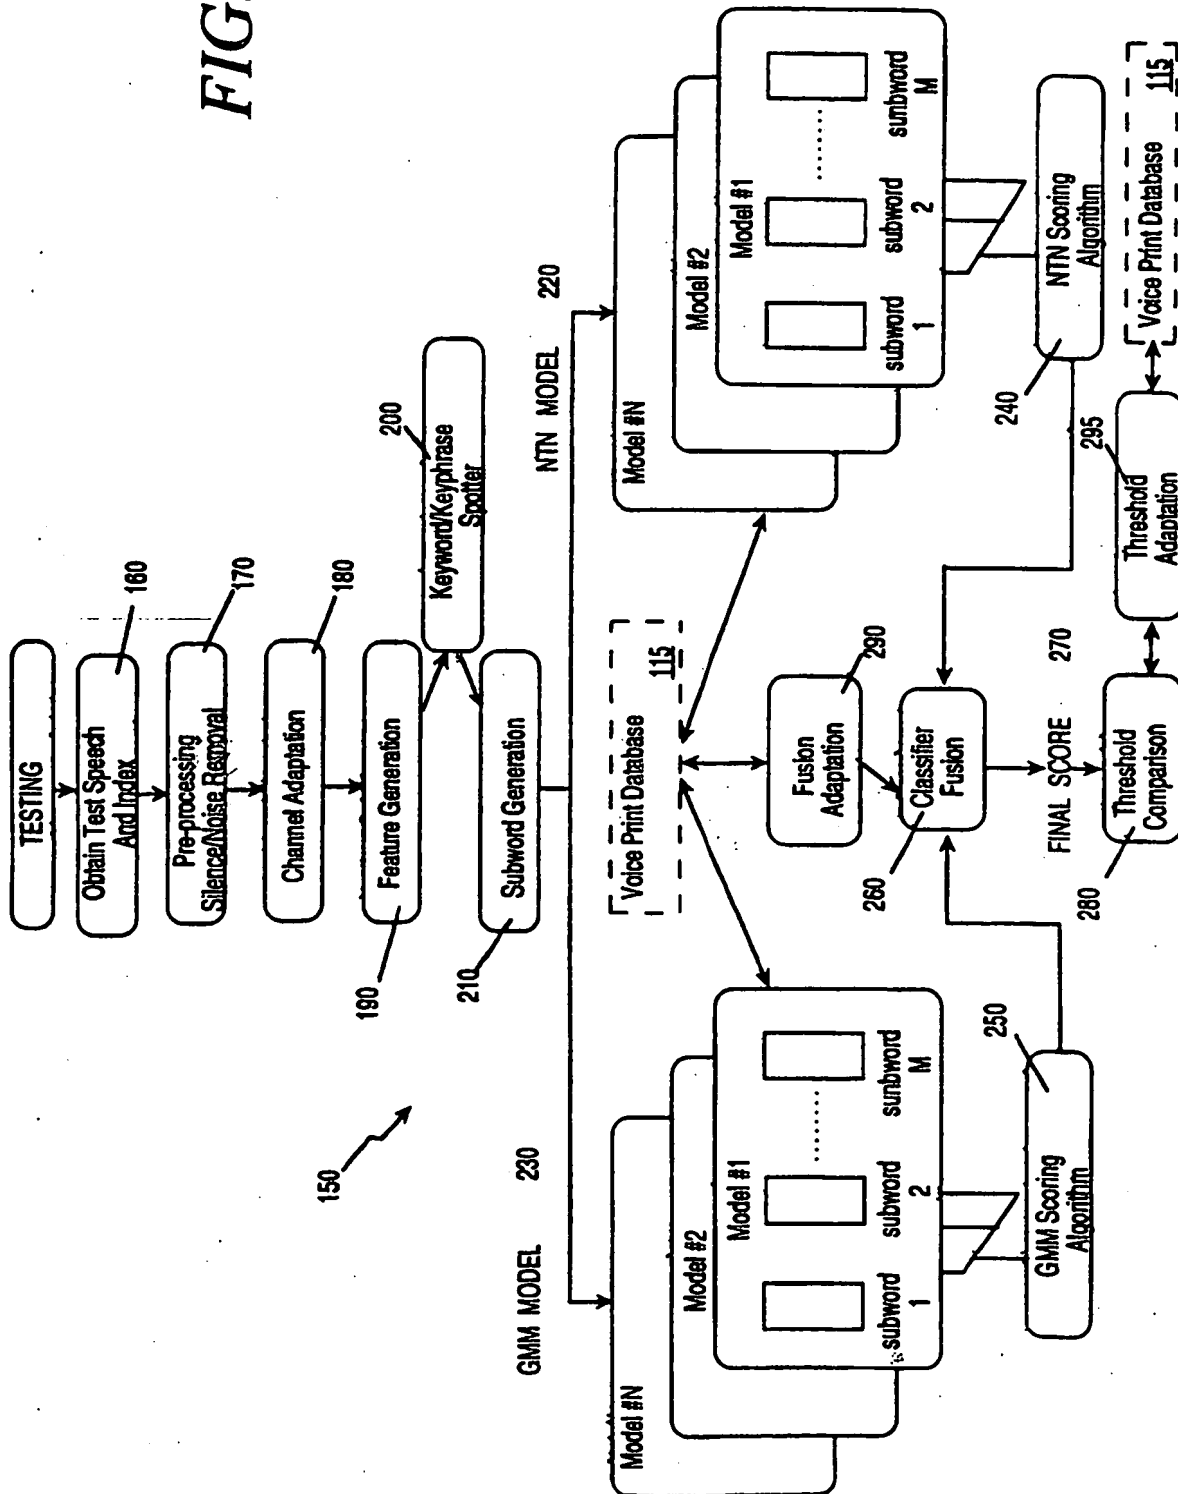 FIG.
TESTING
Obtain Test Speech
And Index
160
Pre-processing
Silence/Noise Removal
170
Channel Adaptation
180
Feature Generation
190
200
Keyword/Keyphrase
Spotter
Subword Generation
210
150
GMM MODEL
230
NTN MODEL
220
Model #N
Model #2
Model #1
subword
1
subword
2
sunbword
M
GMM Scoring
Algorithm
250
Voice Print Database
115
Fusion
Adaptation
290
Classifier
Fusion
260
FINAL SCORE
270
Threshold
Comparison
280
Model #N
Model #2
Model #1
subword
1
subword
2
sunbword
M
NTN Scoring
Algorithm
240
Threshold
Adaptation
295
Voice Print Database
115